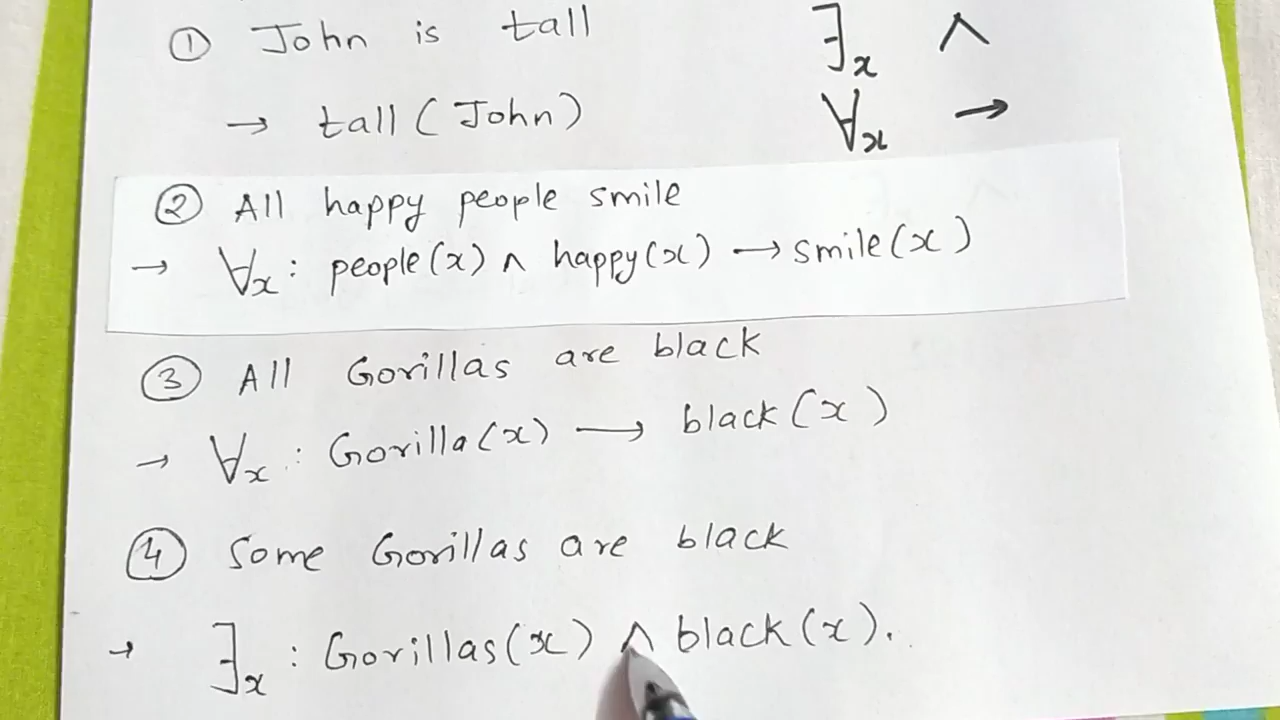 ① John is tall
∃x ∧
→ tall (John)
∀x →
② All happy people smile
→ ∀x : people(x) ∧ happy(x) → smile(x)
③ All Gorillas are black
→ ∀x : Gorilla(x) → black(x)
④ Some Gorillas are black
→ ∃x : Gorillas(x) ∧ black(x).